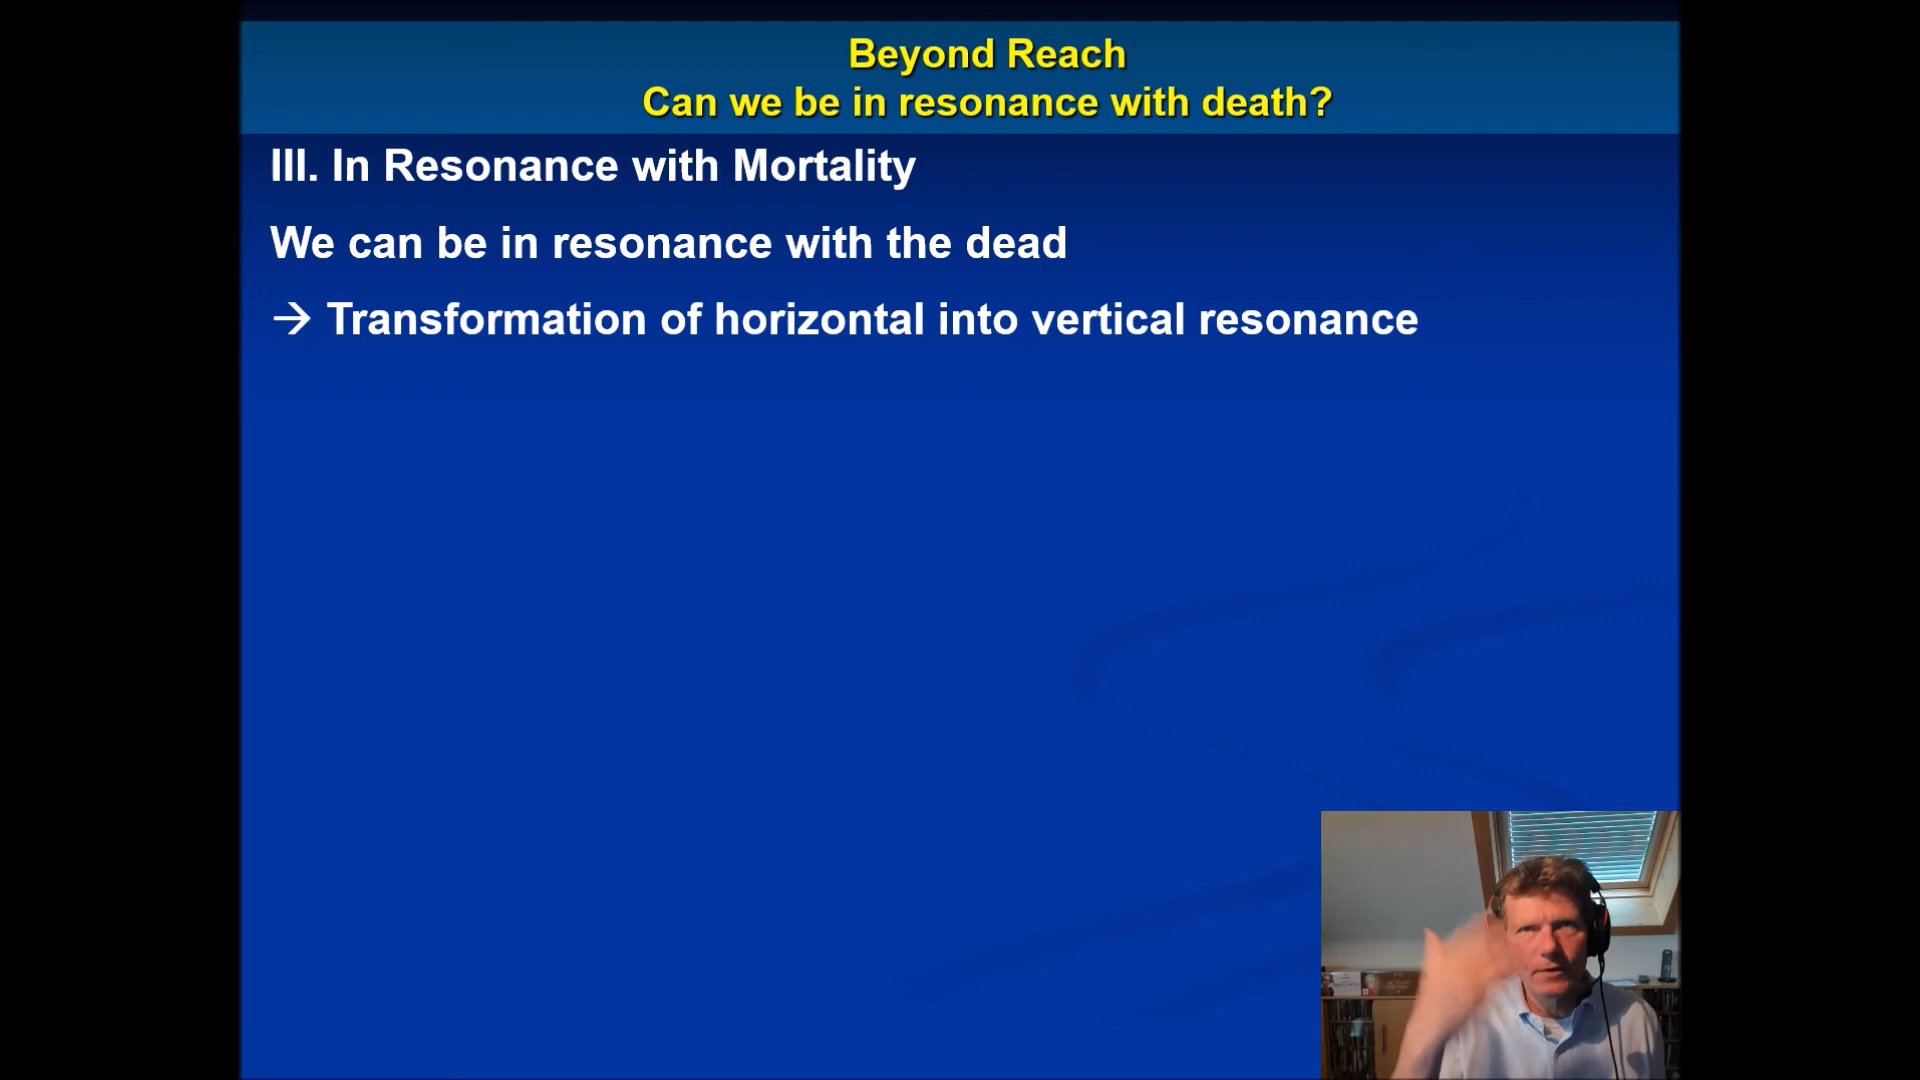 Beyond Reach
Can we be in resonance with death?
III. In Resonance with Mortality
We can be in resonance with the dead
→ Transformation of horizontal into vertical resonance